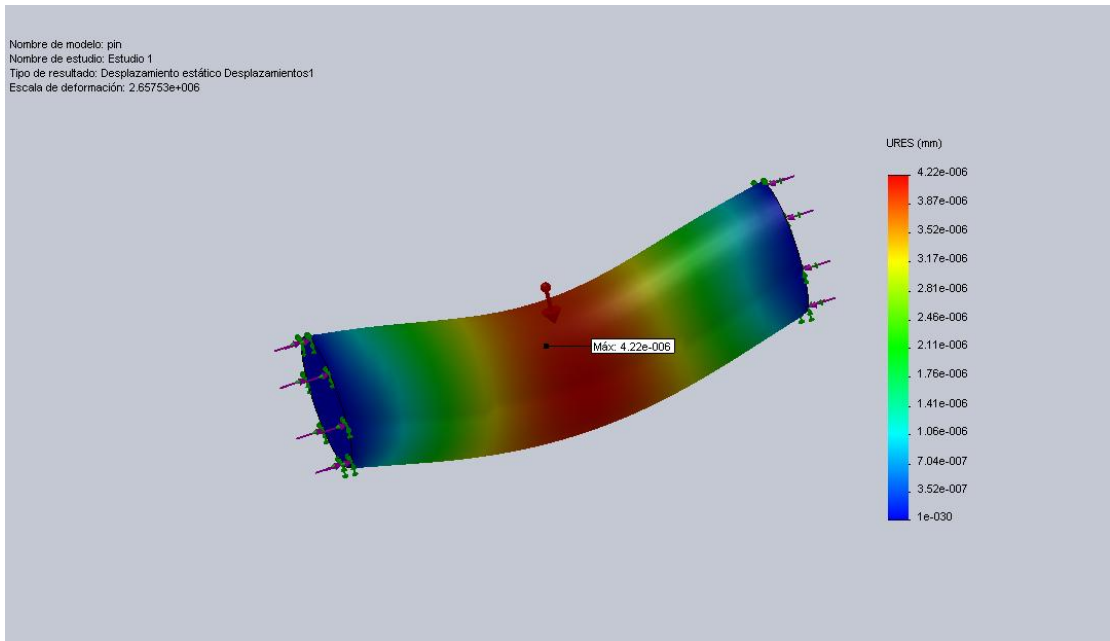 Nombre de modelo: pin
Nombre de estudio: Estudio 1
Tipo de resultado: Desplazamiento estático Desplazamientos1
Escala de deformación: 2.65753e+006
URES (mm)
4.22e-006
3.87e-006
3.52e-006
3.17e-006
2.81e-006
2.46e-006
2.11e-006
1.76e-006
1.41e-006
1.06e-006
7.04e-007
3.52e-007
1e-030
Máx: 4.22e-006